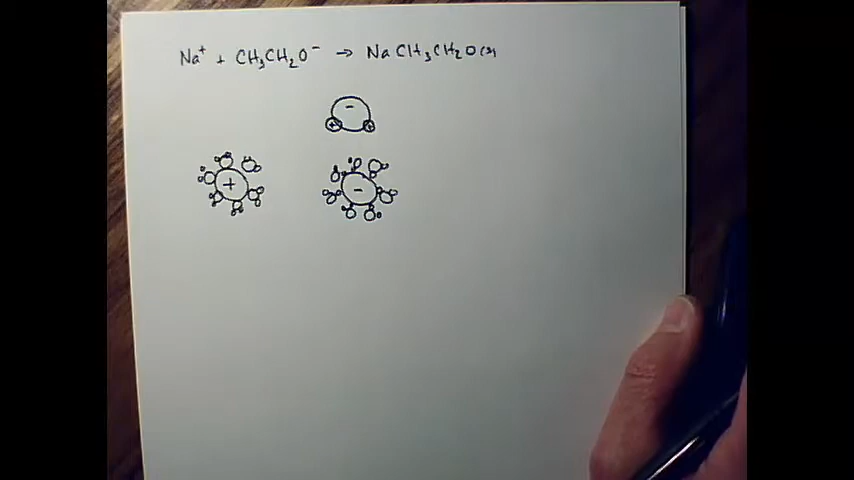 Na⁺ + CH₃CH₂O⁻ → NaCH₃CH₂O(s)
−
+ +
+ −